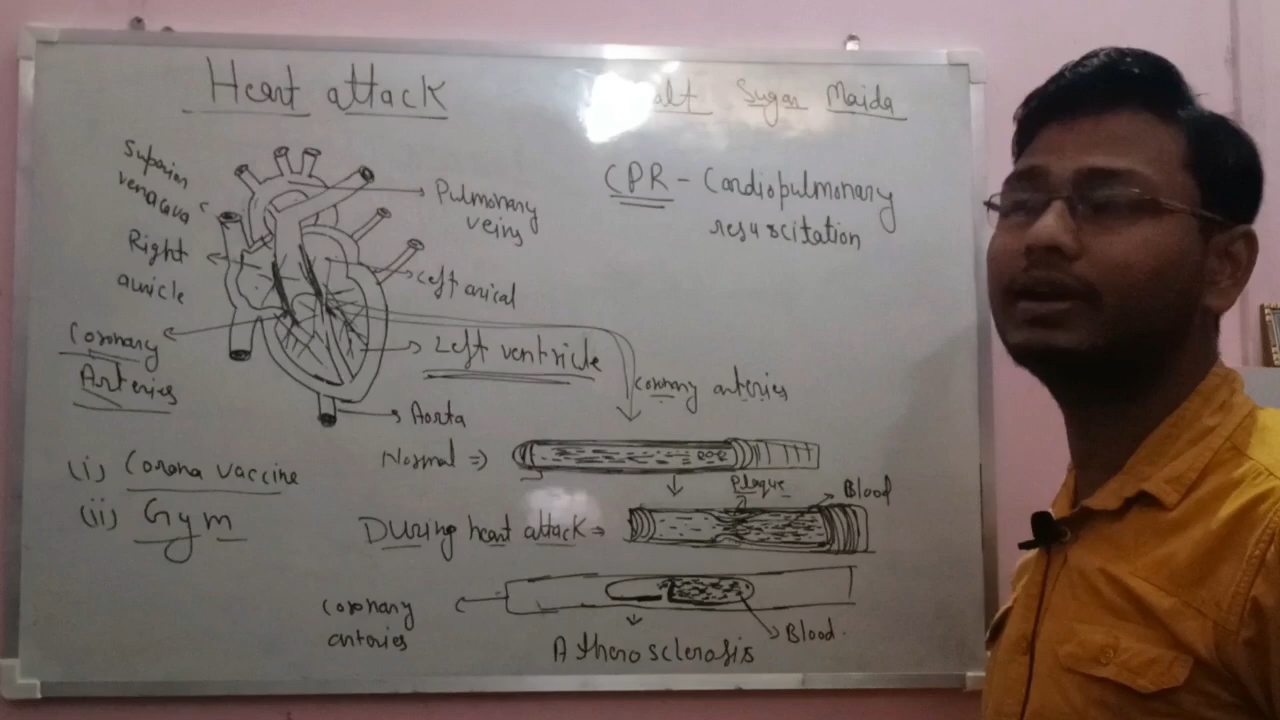 Heart attack
Salt Sugar Maida
Superior
venacava
Right
auricle
Coronary
Arteries
Pulmonary
veins
Left arical
Left ventricle
Aorta
CPR - Cardiopulmonary
resuscitation
coronary arteries
(i) Corona vaccine
(ii) Gym
Normal ⇒
Plaque
Blood
During heart attack ⇒
coronary
arteries
Blood.
Atherosclerosis